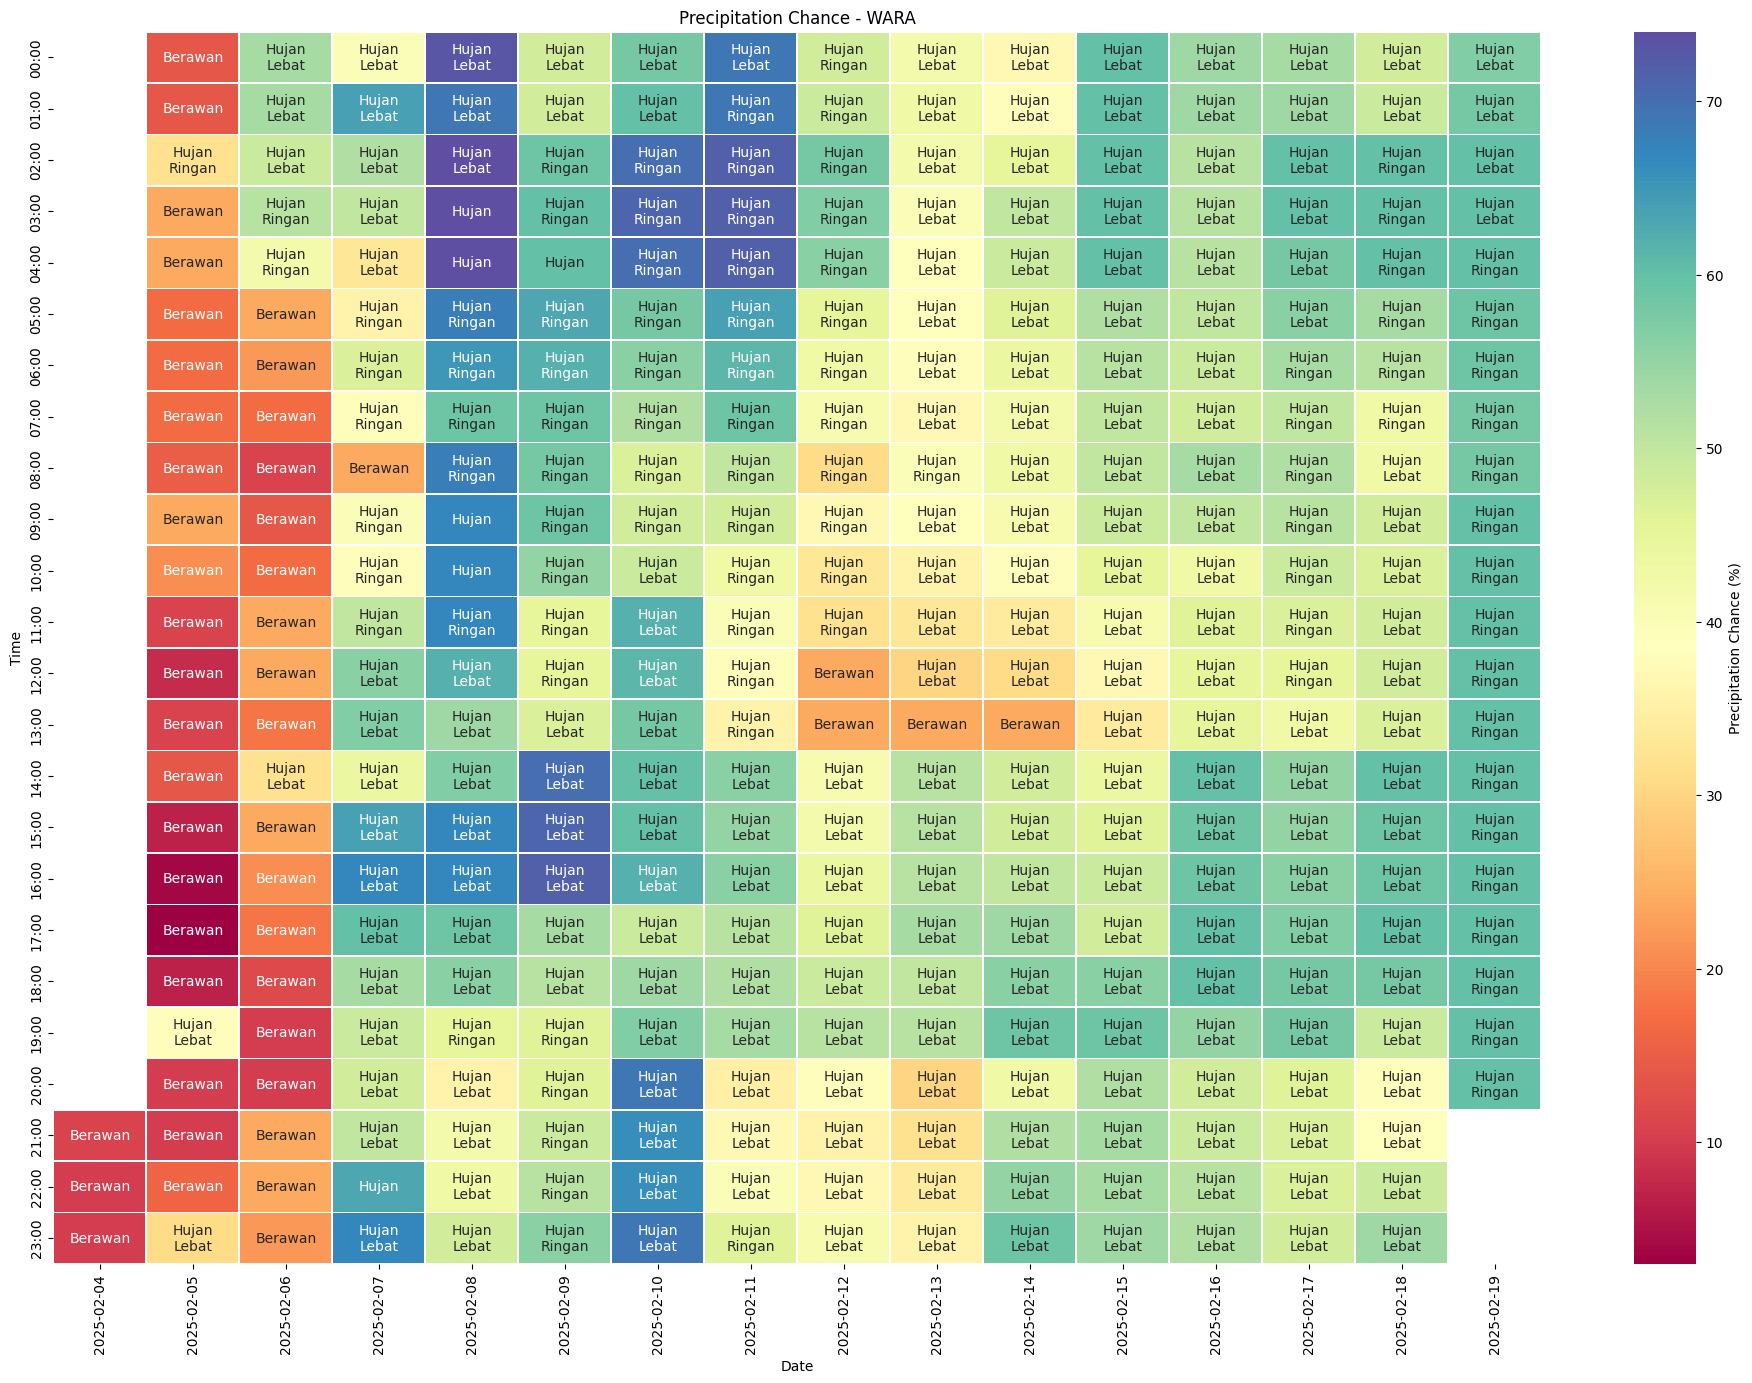 Precipitation Chance - WARA
Time
00:00 Berawan Hujan Lebat Hujan Lebat Hujan Lebat Hujan Lebat Hujan Lebat Hujan Lebat Hujan Ringan Hujan Lebat Hujan Lebat Hujan Lebat Hujan Lebat Hujan Lebat Hujan Lebat Hujan Lebat
01:00 Berawan Hujan Lebat Hujan Lebat Hujan Lebat Hujan Lebat Hujan Lebat Hujan Ringan Hujan Ringan Hujan Lebat Hujan Lebat Hujan Lebat Hujan Lebat Hujan Lebat Hujan Lebat Hujan Lebat
02:00 Hujan Ringan Hujan Lebat Hujan Lebat Hujan Lebat Hujan Ringan Hujan Ringan Hujan Ringan Hujan Ringan Hujan Lebat Hujan Lebat Hujan Lebat Hujan Lebat Hujan Lebat Hujan Ringan Hujan Lebat
03:00 Berawan Hujan Ringan Hujan Lebat Hujan Hujan Ringan Hujan Ringan Hujan Ringan Hujan Ringan Hujan Lebat Hujan Lebat Hujan Lebat Hujan Lebat Hujan Lebat Hujan Ringan Hujan Lebat
04:00 Berawan Hujan Ringan Hujan Lebat Hujan Hujan Hujan Ringan Hujan Ringan Hujan Ringan Hujan Lebat Hujan Lebat Hujan Lebat Hujan Lebat Hujan Lebat Hujan Ringan Hujan Ringan
05:00 Berawan Berawan Hujan Ringan Hujan Ringan Hujan Ringan Hujan Ringan Hujan Ringan Hujan Ringan Hujan Lebat Hujan Lebat Hujan Lebat Hujan Lebat Hujan Lebat Hujan Ringan Hujan Ringan
06:00 Berawan Berawan Hujan Ringan Hujan Ringan Hujan Ringan Hujan Ringan Hujan Ringan Hujan Ringan Hujan Lebat Hujan Lebat Hujan Lebat Hujan Lebat Hujan Ringan Hujan Ringan Hujan Ringan
07:00 Berawan Berawan Hujan Ringan Hujan Ringan Hujan Ringan Hujan Ringan Hujan Ringan Hujan Ringan Hujan Lebat Hujan Lebat Hujan Lebat Hujan Lebat Hujan Ringan Hujan Ringan Hujan Ringan
08:00 Berawan Berawan Berawan Hujan Ringan Hujan Ringan Hujan Ringan Hujan Ringan Hujan Ringan Hujan Ringan Hujan Lebat Hujan Lebat Hujan Lebat Hujan Ringan Hujan Lebat Hujan Ringan
09:00 Berawan Berawan Hujan Ringan Hujan Hujan Ringan Hujan Ringan Hujan Ringan Hujan Ringan Hujan Lebat Hujan Lebat Hujan Lebat Hujan Lebat Hujan Ringan Hujan Lebat Hujan Ringan
10:00 Berawan Berawan Hujan Ringan Hujan Hujan Ringan Hujan Lebat Hujan Ringan Hujan Ringan Hujan Lebat Hujan Lebat Hujan Lebat Hujan Lebat Hujan Ringan Hujan Lebat Hujan Ringan
11:00 Berawan Berawan Hujan Ringan Hujan Ringan Hujan Ringan Hujan Lebat Hujan Ringan Hujan Ringan Hujan Lebat Hujan Lebat Hujan Lebat Hujan Lebat Hujan Ringan Hujan Lebat Hujan Ringan
12:00 Berawan Berawan Hujan Lebat Hujan Lebat Hujan Ringan Hujan Lebat Hujan Ringan Berawan Hujan Lebat Hujan Lebat Hujan Lebat Hujan Lebat Hujan Ringan Hujan Lebat Hujan Ringan
13:00 Berawan Berawan Hujan Lebat Hujan Lebat Hujan Lebat Hujan Lebat Hujan Ringan Berawan Berawan Berawan Hujan Lebat Hujan Lebat Hujan Lebat Hujan Lebat Hujan Ringan
14:00 Berawan Hujan Lebat Hujan Lebat Hujan Lebat Hujan Lebat Hujan Lebat Hujan Lebat Hujan Lebat Hujan Lebat Hujan Lebat Hujan Lebat Hujan Lebat Hujan Lebat Hujan Lebat Hujan Ringan
15:00 Berawan Berawan Hujan Lebat Hujan Lebat Hujan Lebat Hujan Lebat Hujan Lebat Hujan Lebat Hujan Lebat Hujan Lebat Hujan Lebat Hujan Lebat Hujan Lebat Hujan Lebat Hujan Ringan
16:00 Berawan Berawan Hujan Lebat Hujan Lebat Hujan Lebat Hujan Lebat Hujan Lebat Hujan Lebat Hujan Lebat Hujan Lebat Hujan Lebat Hujan Lebat Hujan Lebat Hujan Lebat Hujan Ringan
17:00 Berawan Berawan Hujan Lebat Hujan Lebat Hujan Lebat Hujan Lebat Hujan Lebat Hujan Lebat Hujan Lebat Hujan Lebat Hujan Lebat Hujan Lebat Hujan Lebat Hujan Lebat Hujan Ringan
18:00 Berawan Berawan Hujan Lebat Hujan Lebat Hujan Lebat Hujan Lebat Hujan Lebat Hujan Lebat Hujan Lebat Hujan Lebat Hujan Lebat Hujan Lebat Hujan Lebat Hujan Lebat Hujan Ringan
19:00 Hujan Lebat Berawan Hujan Lebat Hujan Ringan Hujan Ringan Hujan Lebat Hujan Lebat Hujan Lebat Hujan Lebat Hujan Lebat Hujan Lebat Hujan Lebat Hujan Lebat Hujan Lebat Hujan Ringan
20:00 Berawan Berawan Hujan Lebat Hujan Lebat Hujan Ringan Hujan Lebat Hujan Lebat Hujan Lebat Hujan Lebat Hujan Lebat Hujan Lebat Hujan Lebat Hujan Lebat Hujan Lebat Hujan Ringan
21:00 Berawan Berawan Berawan Hujan Lebat Hujan Lebat Hujan Ringan Hujan Lebat Hujan Lebat Hujan Lebat Hujan Lebat Hujan Lebat Hujan Lebat Hujan Lebat Hujan Lebat Hujan Lebat
22:00 Berawan Berawan Berawan Hujan Hujan Lebat Hujan Ringan Hujan Lebat Hujan Lebat Hujan Lebat Hujan Lebat Hujan Lebat Hujan Lebat Hujan Lebat Hujan Lebat Hujan Lebat
23:00 Berawan Hujan Lebat Berawan Hujan Lebat Hujan Lebat Hujan Ringan Hujan Lebat Hujan Ringan Hujan Lebat Hujan Lebat Hujan Lebat Hujan Lebat Hujan Lebat Hujan Lebat Hujan Lebat
2025-02-04 2025-02-05 2025-02-06 2025-02-07 2025-02-08 2025-02-09 2025-02-10 2025-02-11 2025-02-12 2025-02-13 2025-02-14 2025-02-15 2025-02-16 2025-02-17 2025-02-18 2025-02-19
Date
70
60
50
40
30
20
10
Precipitation Chance (%)